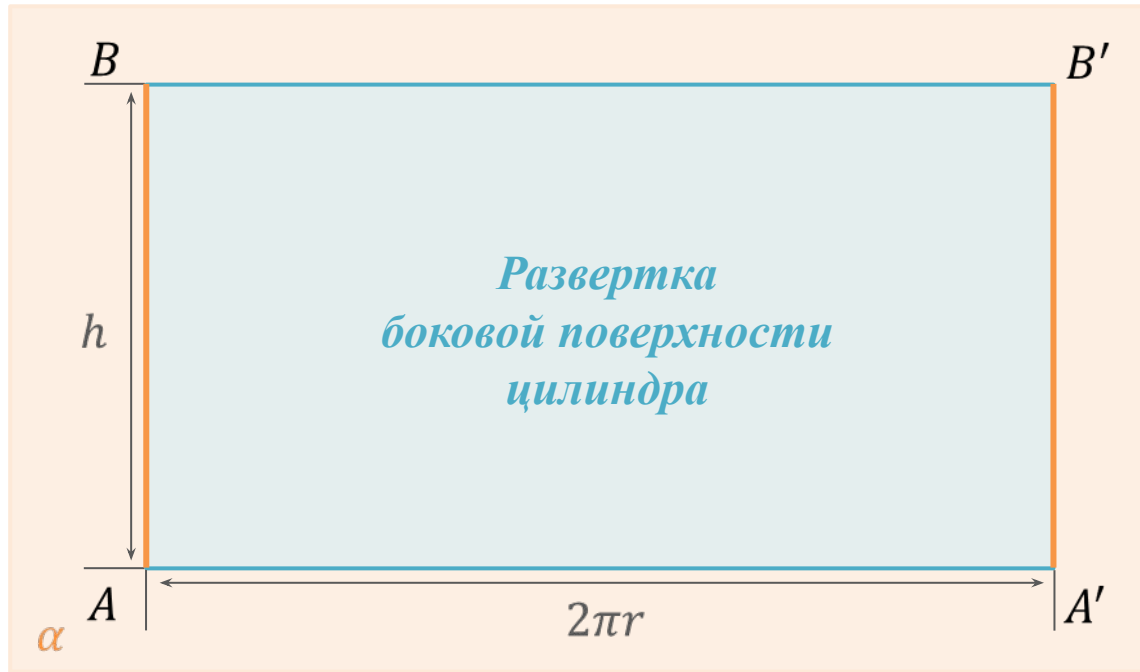 B
B′
Развертка
боковой поверхности
цилиндра
h
A
A′
2πr
α